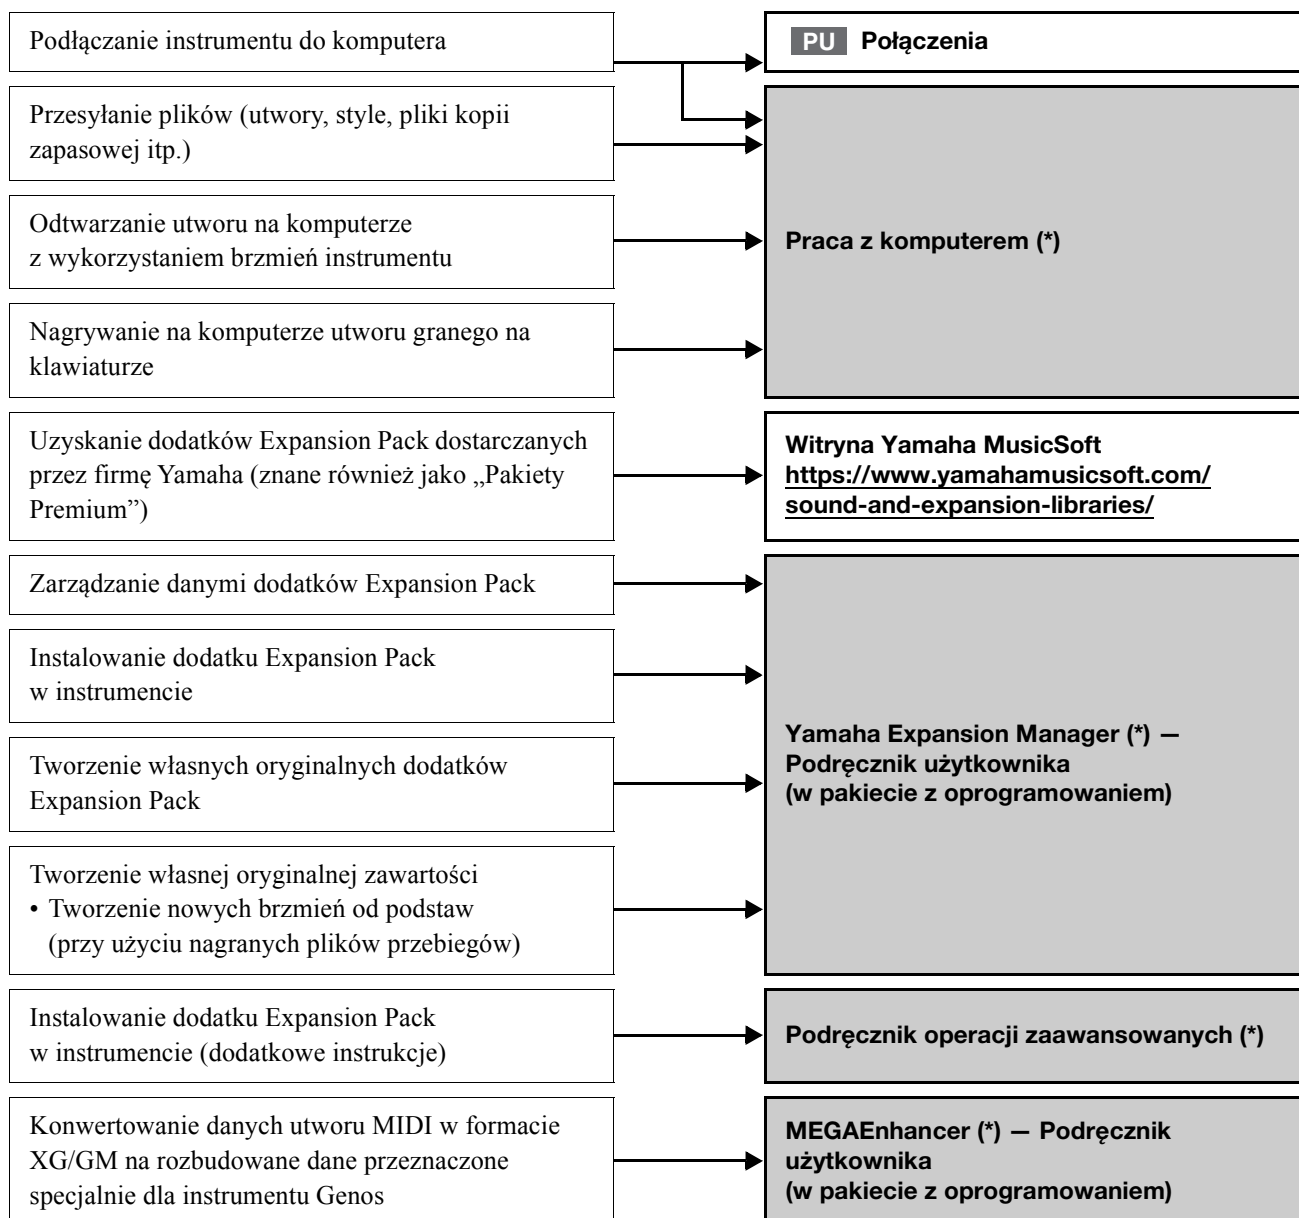 Podłączanie instrumentu do komputera
PU Połączenia
Przesyłanie plików (utwory, style, pliki kopii
zapasowej itp.)
Odtwarzanie utworu na komputerze
z wykorzystaniem brzmień instrumentu
Praca z komputerem (*)
Nagrywanie na komputerze utworu granego na
klawiaturze
Uzyskanie dodatków Expansion Pack dostarczanych
przez firmę Yamaha (znane również jako „Pakiety
Premium”)
Witryna Yamaha MusicSoft
https://www.yamahamusicsoft.com/
sound-and-expansion-libraries/
Zarządzanie danymi dodatków Expansion Pack
Instalowanie dodatku Expansion Pack
w instrumencie
Tworzenie własnych oryginalnych dodatków
Expansion Pack
Yamaha Expansion Manager (*) —
Podręcznik użytkownika
(w pakiecie z oprogramowaniem)
Tworzenie własnej oryginalnej zawartości
• Tworzenie nowych brzmień od podstaw
(przy użyciu nagranych plików przebiegów)
Instalowanie dodatku Expansion Pack
w instrumencie (dodatkowe instrukcje)
Podręcznik operacji zaawansowanych (*)
Konwertowanie danych utworu MIDI w formacie
XG/GM na rozbudowane dane przeznaczone
specjalnie dla instrumentu Genos
MEGAEnhancer (*) — Podręcznik
użytkownika
(w pakiecie z oprogramowaniem)